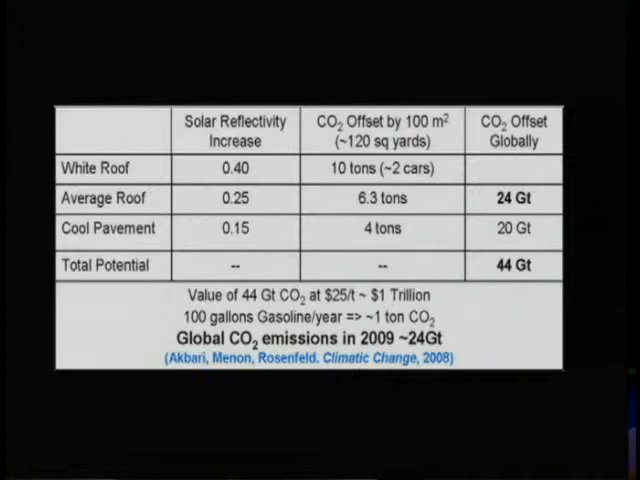 Solar Reflectivity Increase
CO₂ Offset by 100 m² (~120 sq yards)
CO₂ Offset Globally
White Roof 0.40 10 tons (~2 cars)
Average Roof 0.25 6.3 tons 24 Gt
Cool Pavement 0.15 4 tons 20 Gt
Total Potential -- -- 44 Gt
Value of 44 Gt CO₂ at $25/t ~ $1 Trillion
100 gallons Gasoline/year => ~1 ton CO₂
Global CO₂ emissions in 2009 ~24Gt
(Akbari, Menon, Rosenfeld. Climatic Change, 2008)